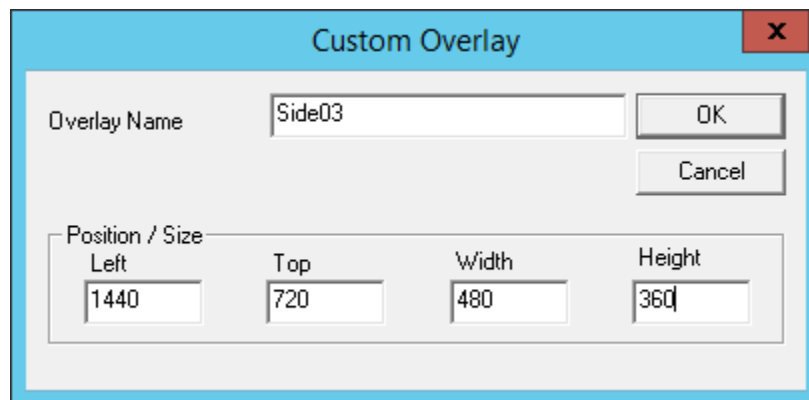 Custom Overlay
x
Overlay Name
Side03
OK
Cancel
Position / Size
Left
Top
Width
Height
1440
720
480
360